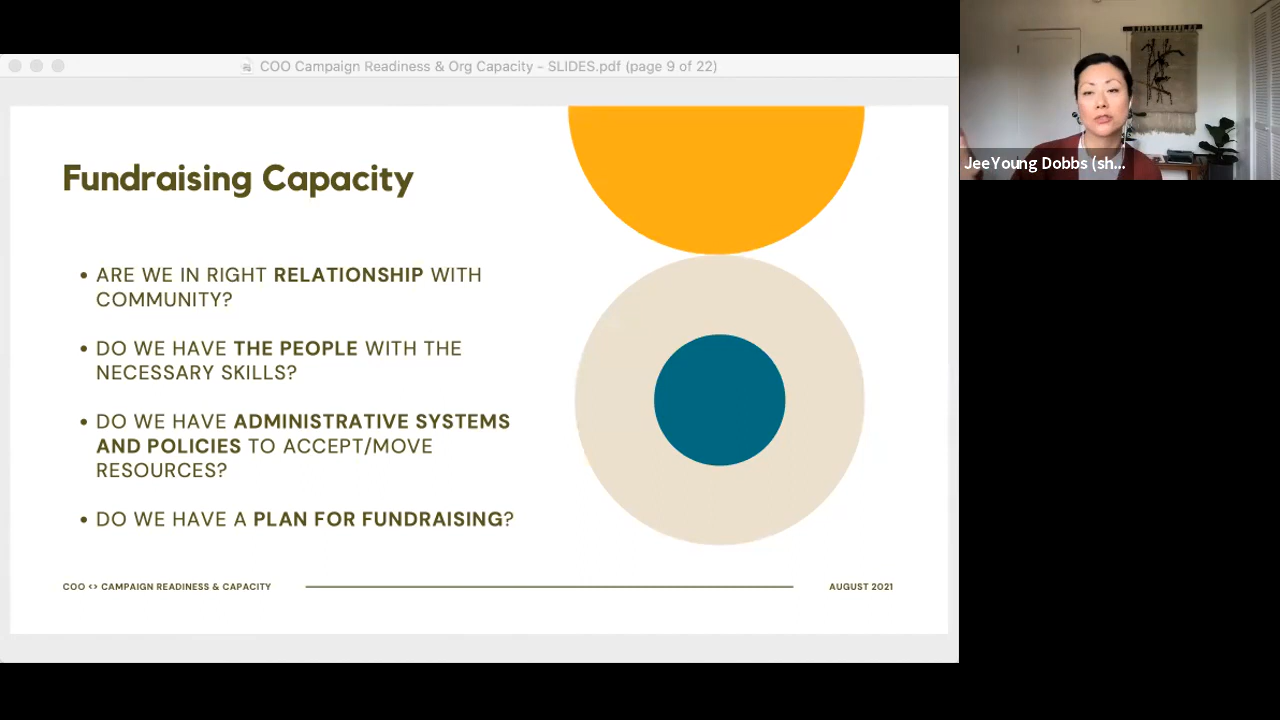 COO Campaign Readiness & Org Capacity - SLIDES.pdf (page 9 of 22)
JeeYoung Dobbs (sh...
Fundraising Capacity
• ARE WE IN RIGHT RELATIONSHIP WITH
COMMUNITY?
• DO WE HAVE THE PEOPLE WITH THE
NECESSARY SKILLS?
• DO WE HAVE ADMINISTRATIVE SYSTEMS
AND POLICIES TO ACCEPT/MOVE
RESOURCES?
• DO WE HAVE A PLAN FOR FUNDRAISING?
COO <> CAMPAIGN READINESS & CAPACITY
AUGUST 2021